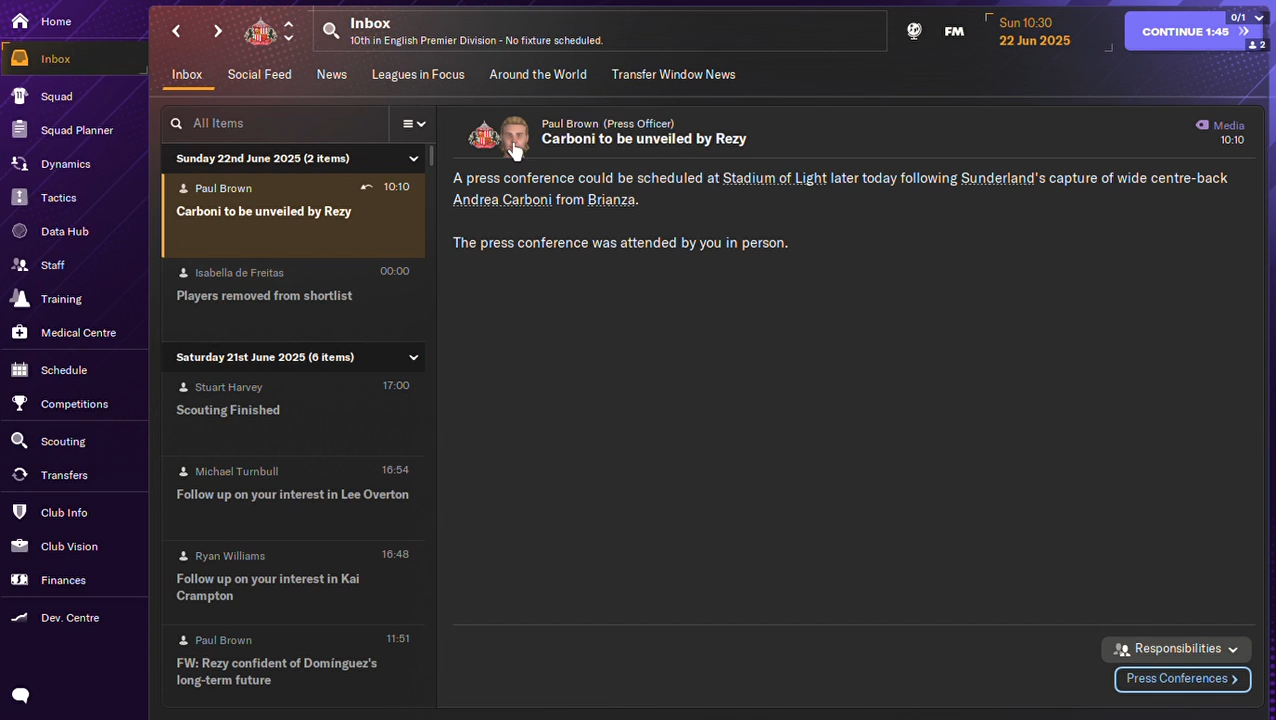 Home
Inbox
Squad
Squad Planner
Dynamics
Tactics
Data Hub
Staff
Training
Medical Centre
Schedule
Competitions
Scouting
Transfers
Club Info
Club Vision
Finances
Dev. Centre
Inbox
10th in English Premier Division - No fixture scheduled.
FM
Sun 10:30
22 Jun 2025
CONTINUE 1:45
0/1
2
Inbox Social Feed News Leagues in Focus Around the World Transfer Window News
All Items
Sunday 22nd June 2025 (2 items)
Paul Brown 10:10
Carboni to be unveiled by Rezy
Isabella de Freitas 00:00
Players removed from shortlist
Saturday 21st June 2025 (6 items)
Stuart Harvey 17:00
Scouting Finished
Michael Turnbull 16:54
Follow up on your interest in Lee Overton
Ryan Williams 16:48
Follow up on your interest in Kai
Crampton
Paul Brown 11:51
FW: Rezy confident of Domínguez's
long-term future
Paul Brown (Press Officer)
Carboni to be unveiled by Rezy
Media
10:10
A press conference could be scheduled at Stadium of Light later today following Sunderland's capture of wide centre-back
Andrea Carboni from Brianza.
The press conference was attended by you in person.
Responsibilities
Press Conferences